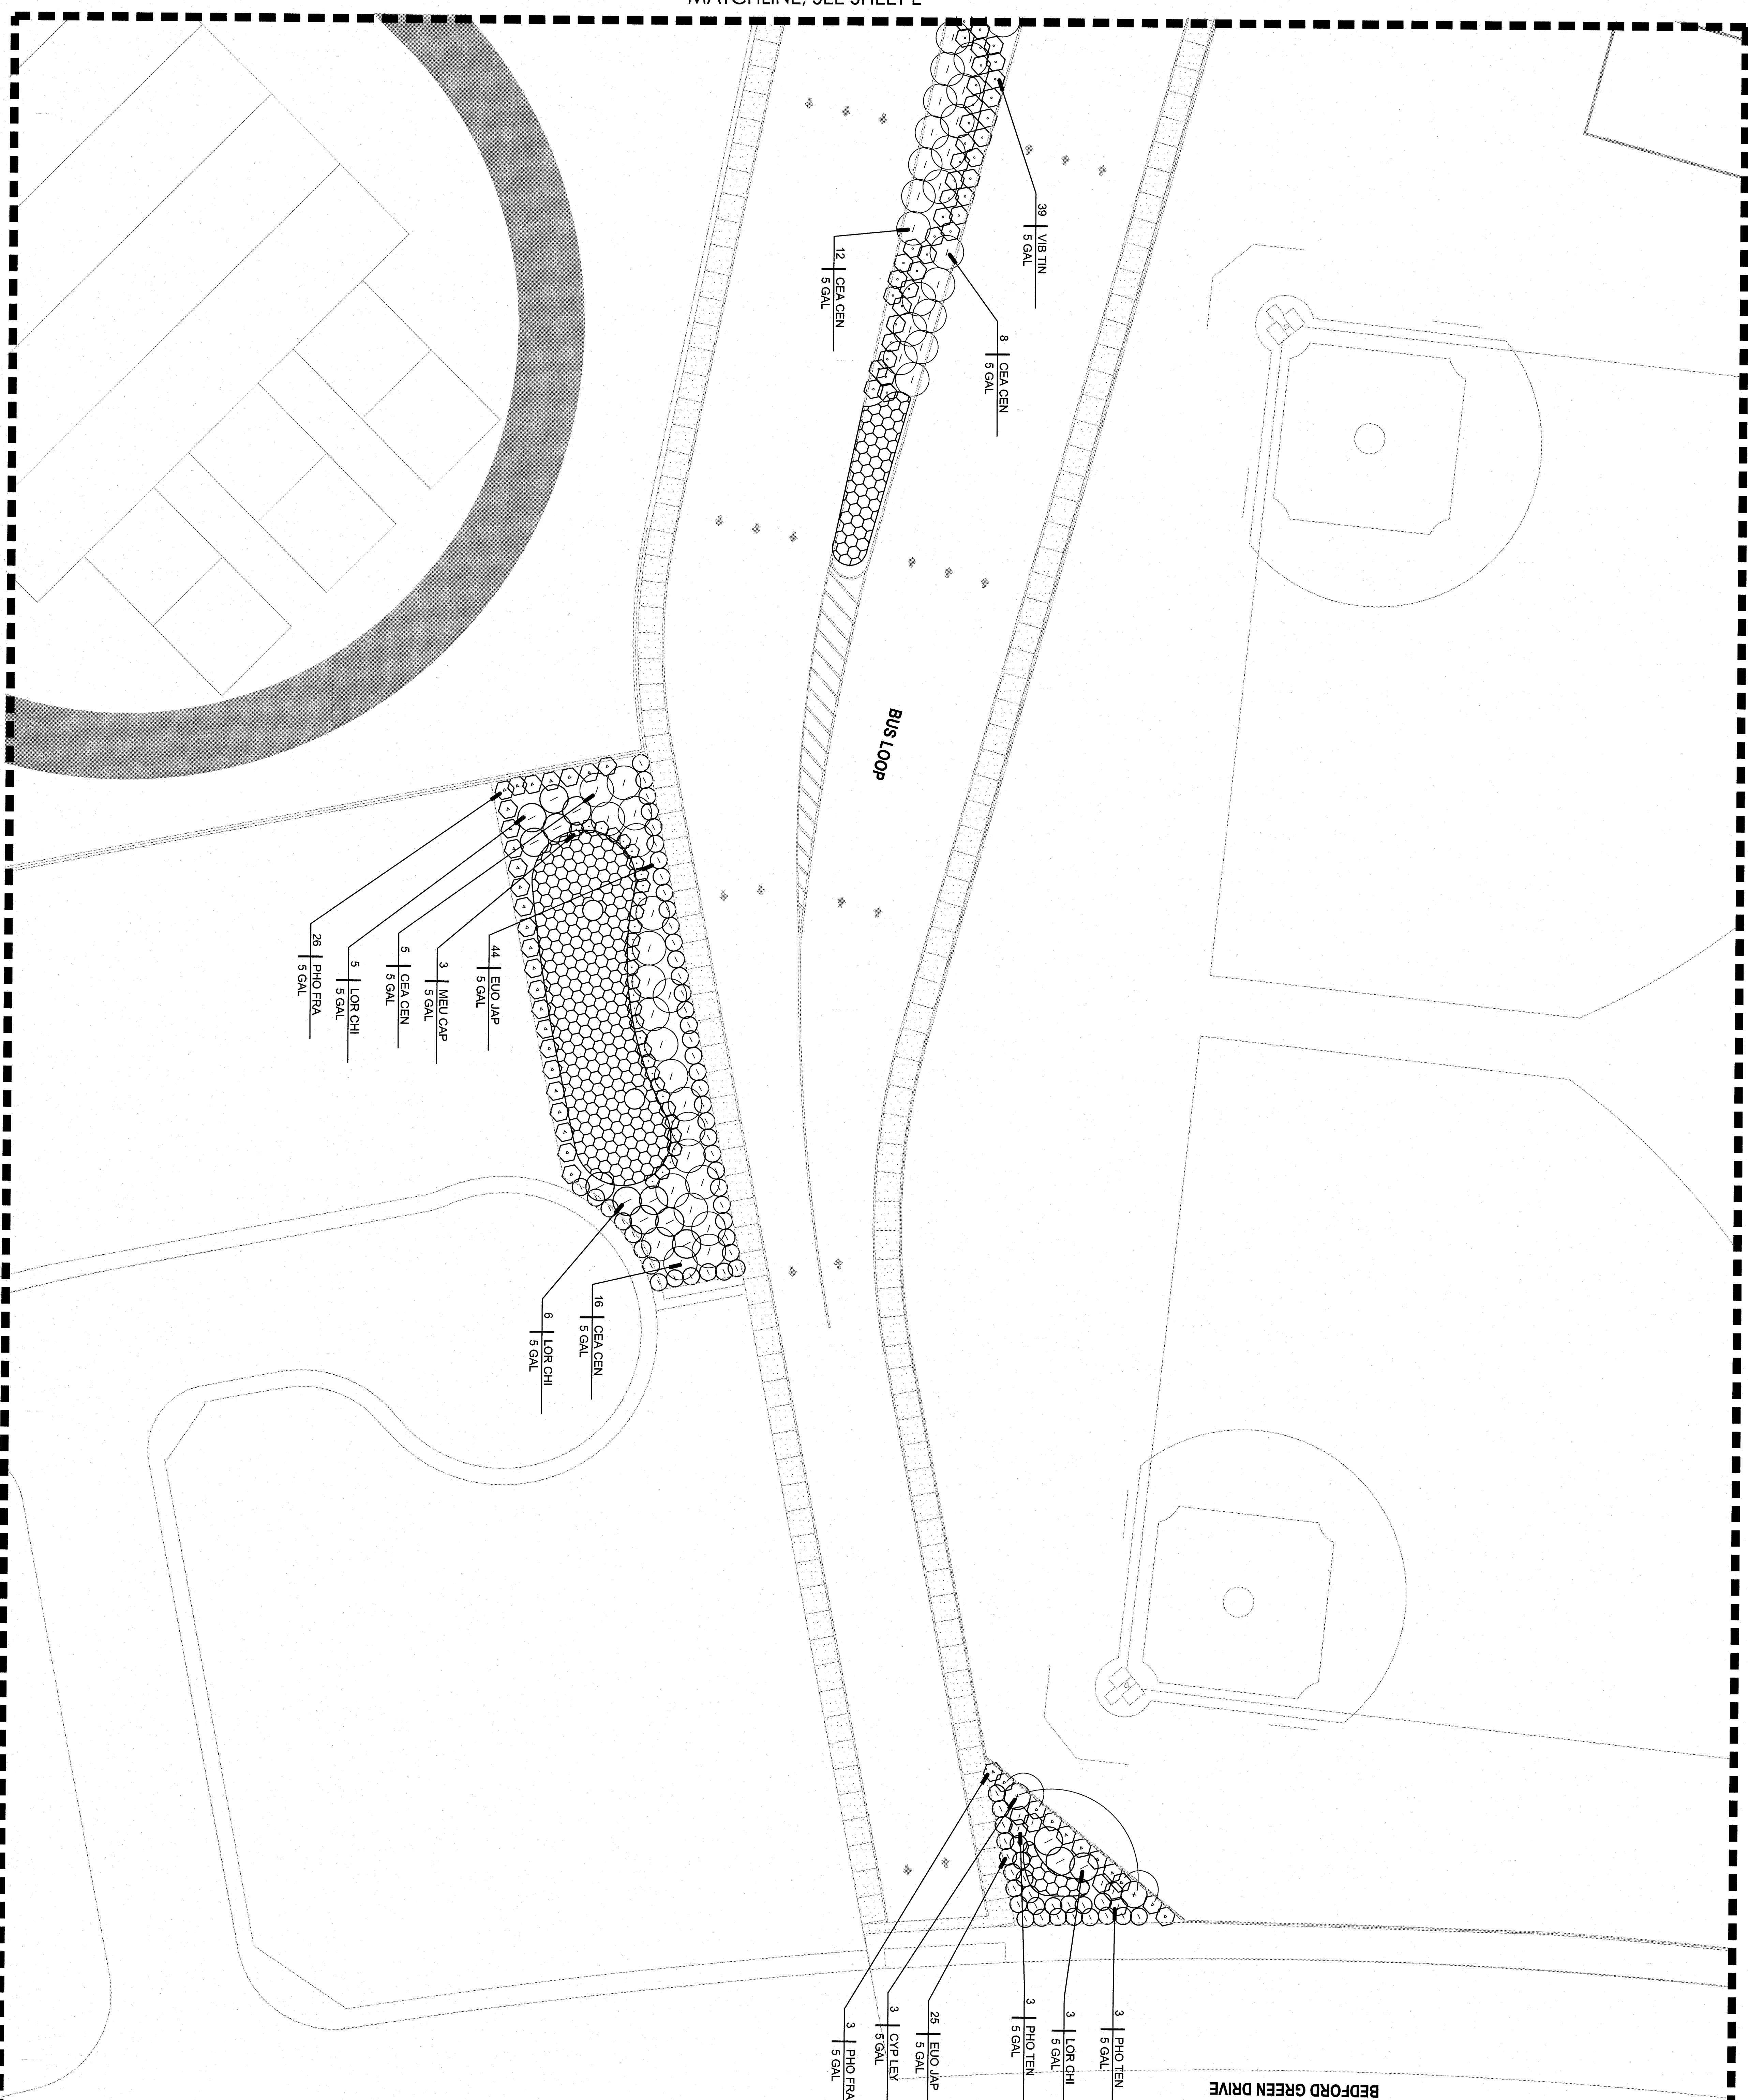 MATCHLINE, SEE SHEET L
39 VIB TIN
5 GAL
12 CEA CEN
5 GAL
8 CEA CEN
5 GAL
BUS LOOP
26 PHO FRA
5 GAL
5 LOR CHI
5 GAL
5 CEA CEN
5 GAL
3 MEU CAP
5 GAL
44 EUO JAP
5 GAL
16 CEA CEN
5 GAL
6 LOR CHI
5 GAL
3 PHO FRA
5 GAL
3 CYP LEY
5 GAL
25 EUO JAP
5 GAL
3 PHO TEN
5 GAL
3 LOR CHI
5 GAL
3 PHO TEN
5 GAL
BEDFORD GREEN DRIVE